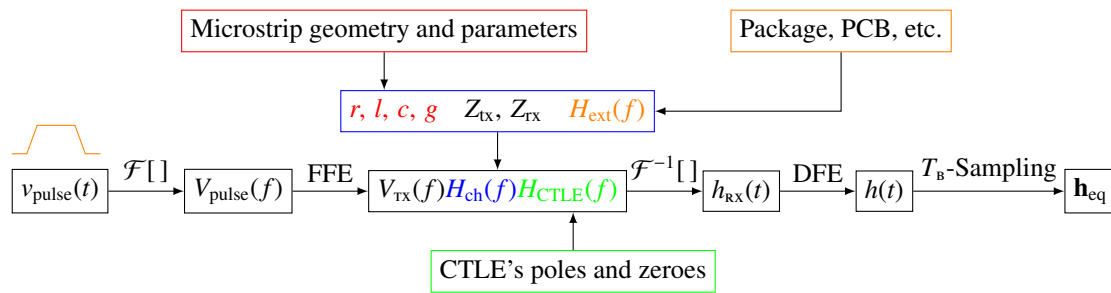 Microstrip geometry and parameters
Package, PCB, etc.
r, l, c, g Z_tx, Z_rx H_ext(f)
v_pulse(t)
ℱ[ ]
V_pulse(f)
FFE
V_TX(f)H_ch(f)H_CTLE(f)
ℱ⁻¹[ ]
h_RX(t)
DFE
h(t)
T_B-Sampling
h_eq
CTLE's poles and zeroes